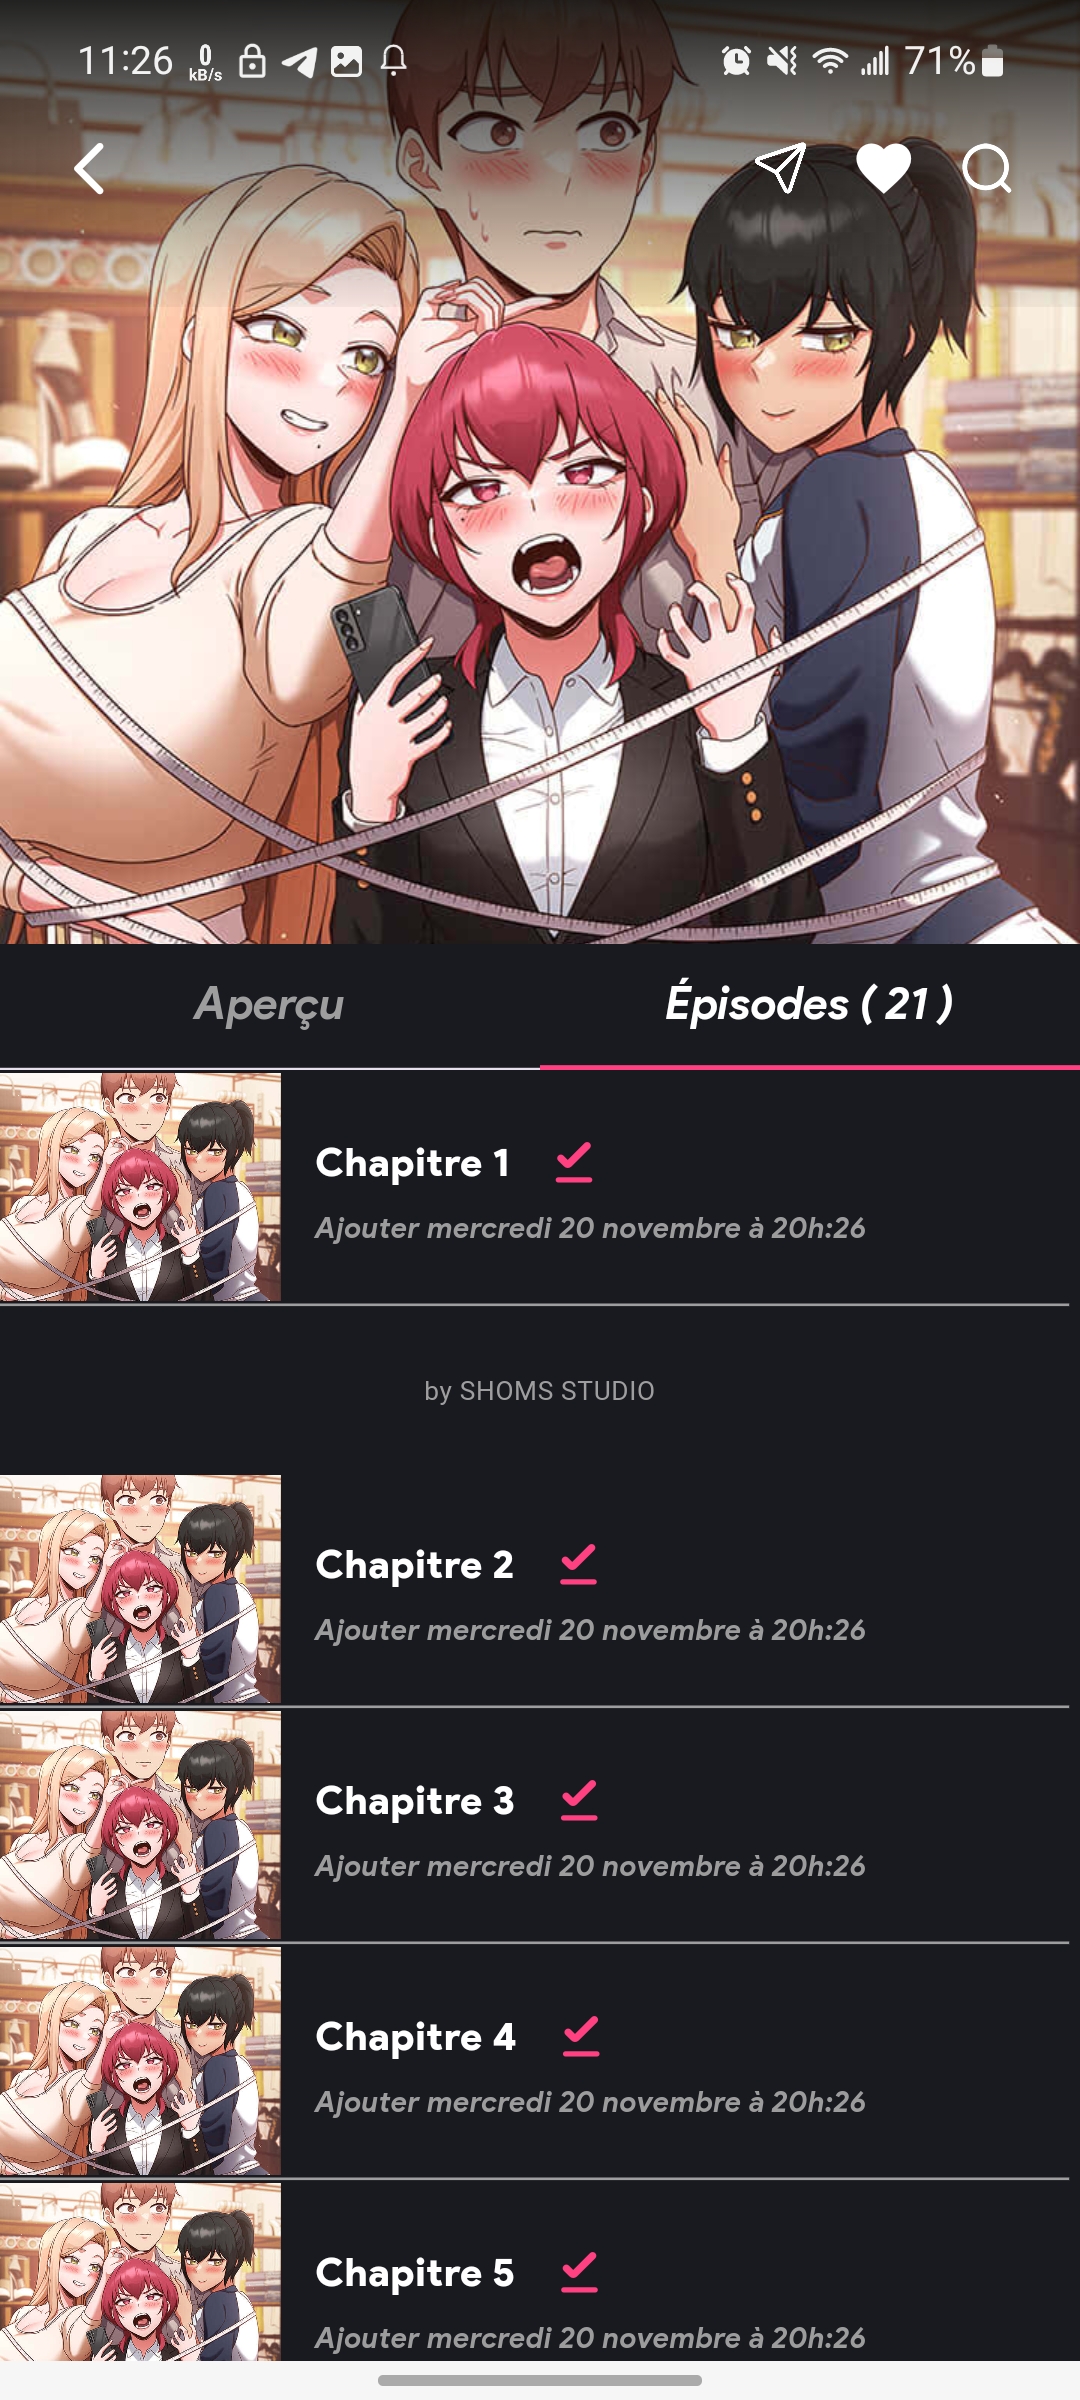 11:26 0 kB/s 71%
Aperçu Épisodes ( 21 )
Chapitre 1
Ajouter mercredi 20 novembre à 20h:26
by SHOMS STUDIO
Chapitre 2
Ajouter mercredi 20 novembre à 20h:26
Chapitre 3
Ajouter mercredi 20 novembre à 20h:26
Chapitre 4
Ajouter mercredi 20 novembre à 20h:26
Chapitre 5
Ajouter mercredi 20 novembre à 20h:26